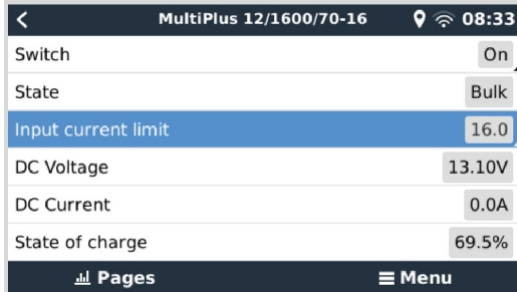 MultiPlus 12/1600/70-16 08:33
Switch On
State Bulk
Input current limit 16.0
DC Voltage 13.10V
DC Current 0.0A
State of charge 69.5%
Pages Menu